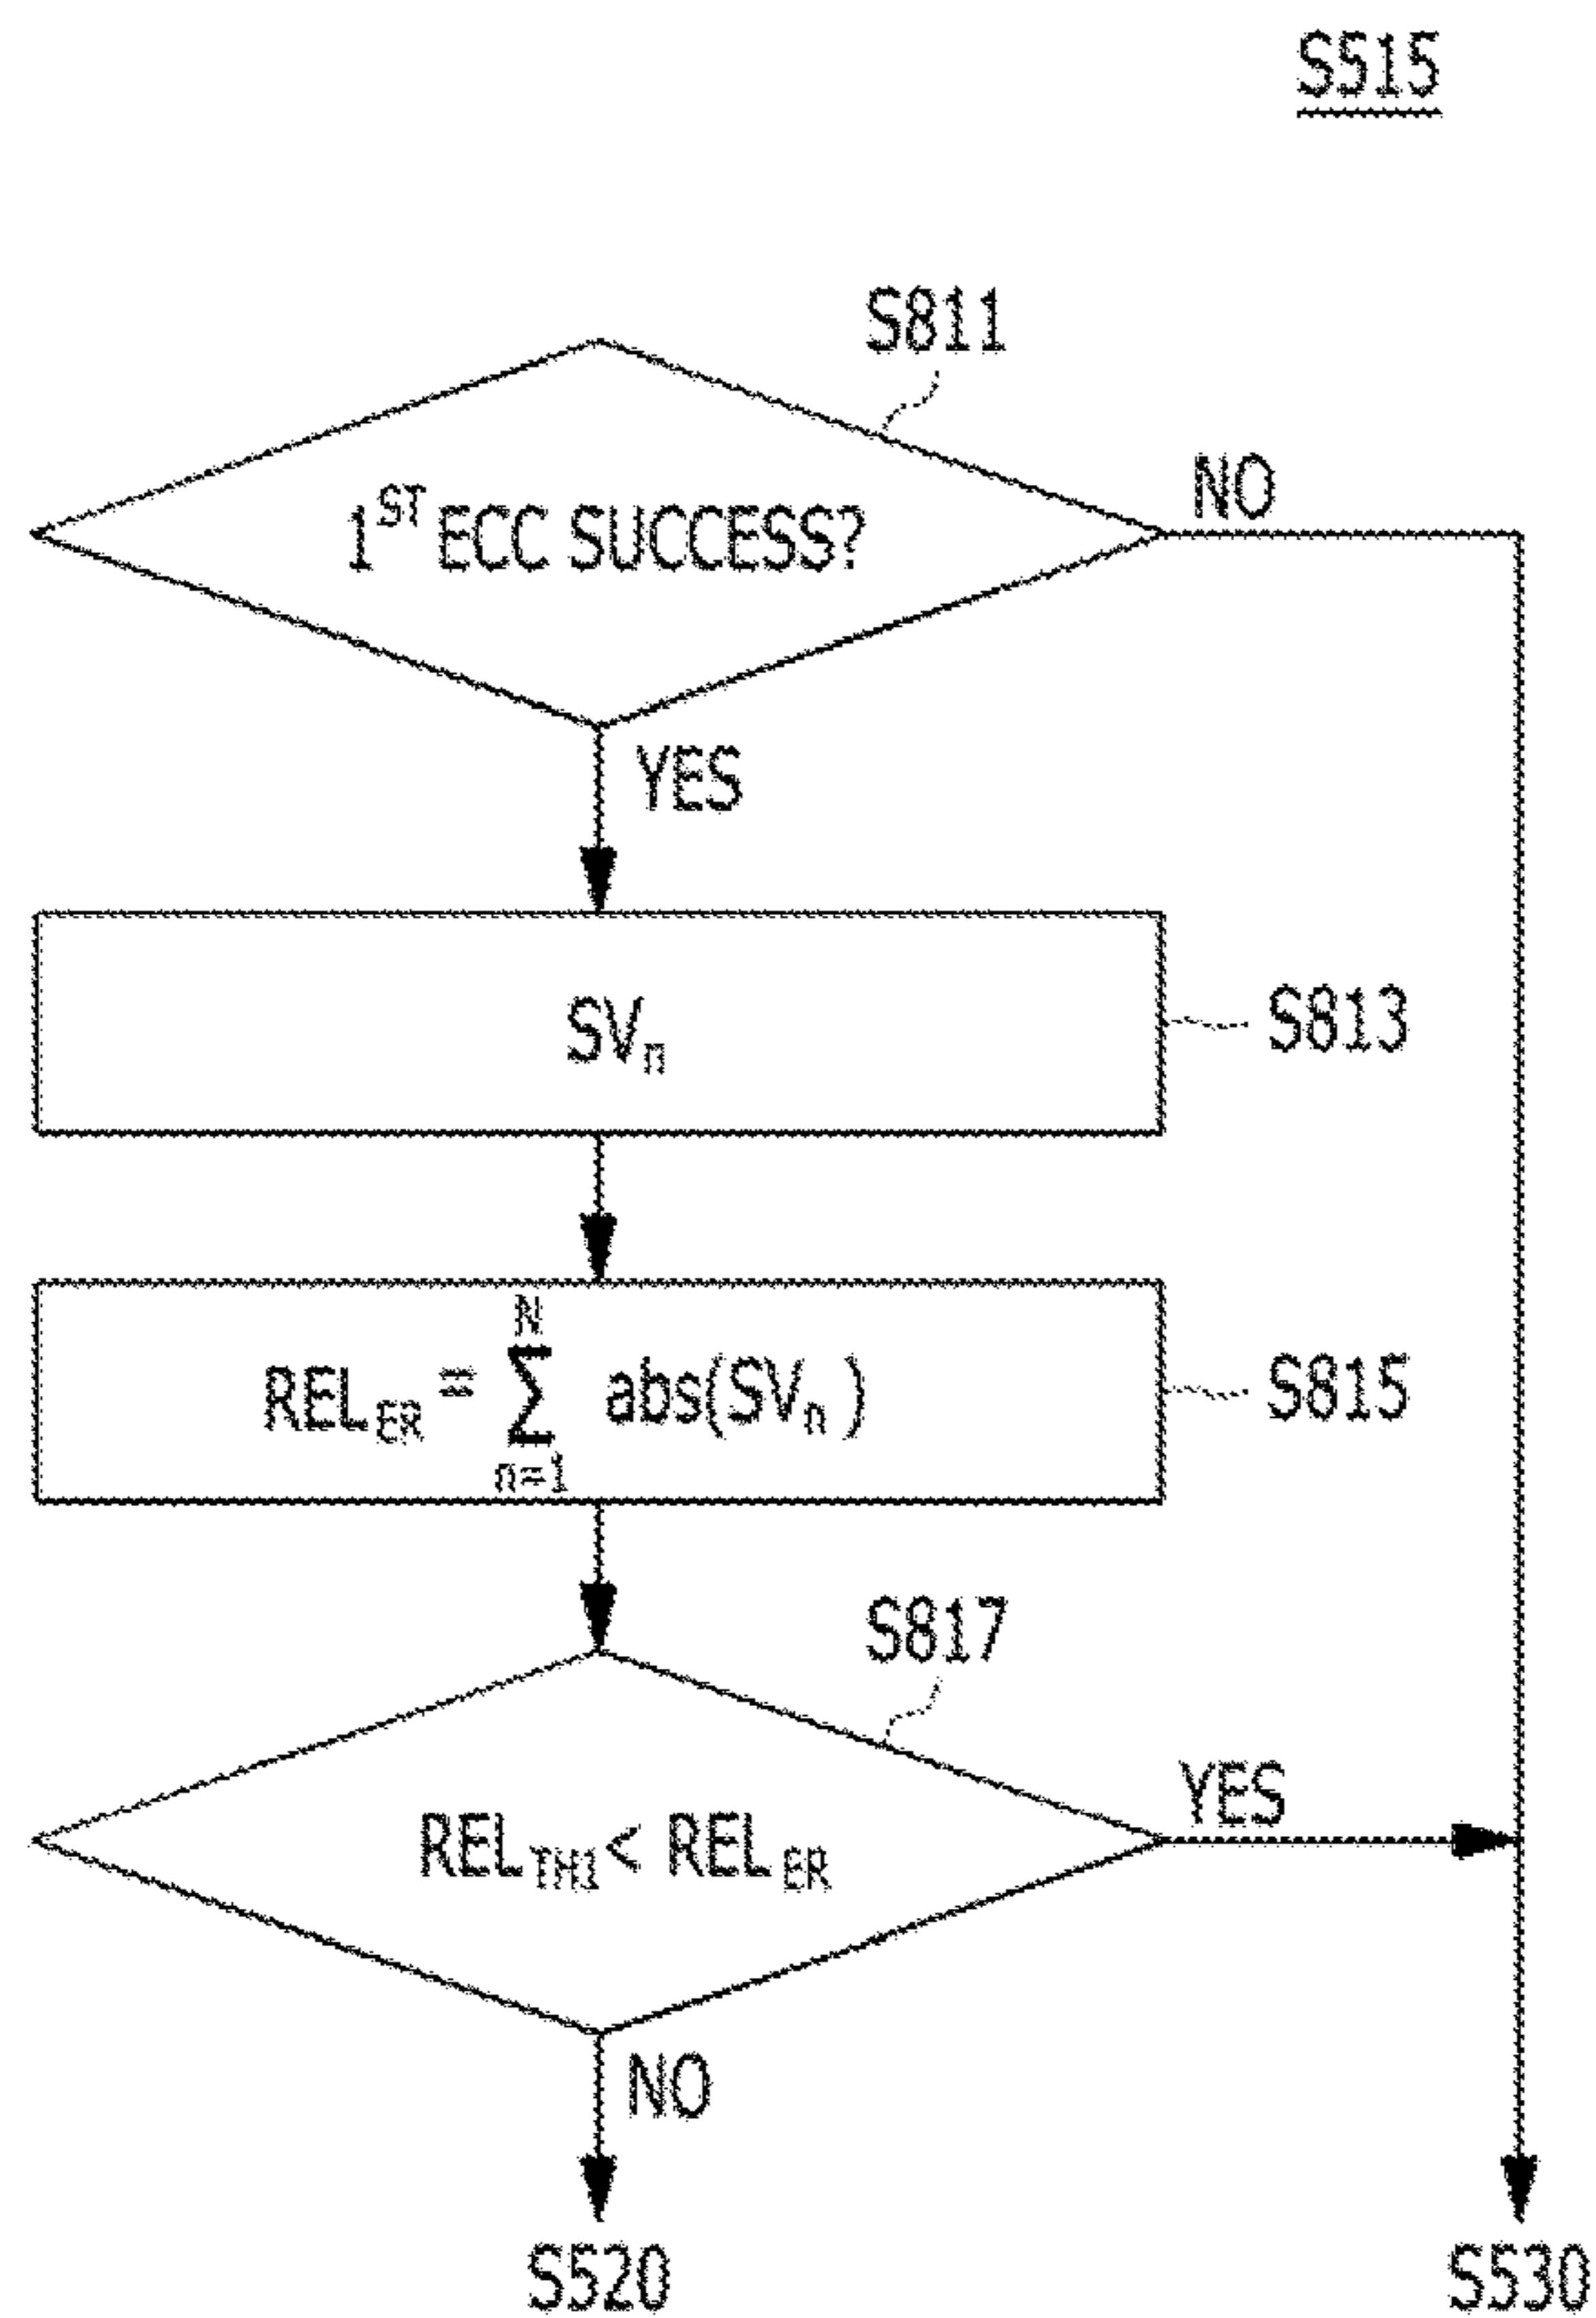 S515
S811
1ST ECC SUCCESS?
NO
YES
SVn
S813
RELER = N∑n=1 abs(SVn)
S815
S817
RELTH1 < RELER
YES
NO
S520
S530